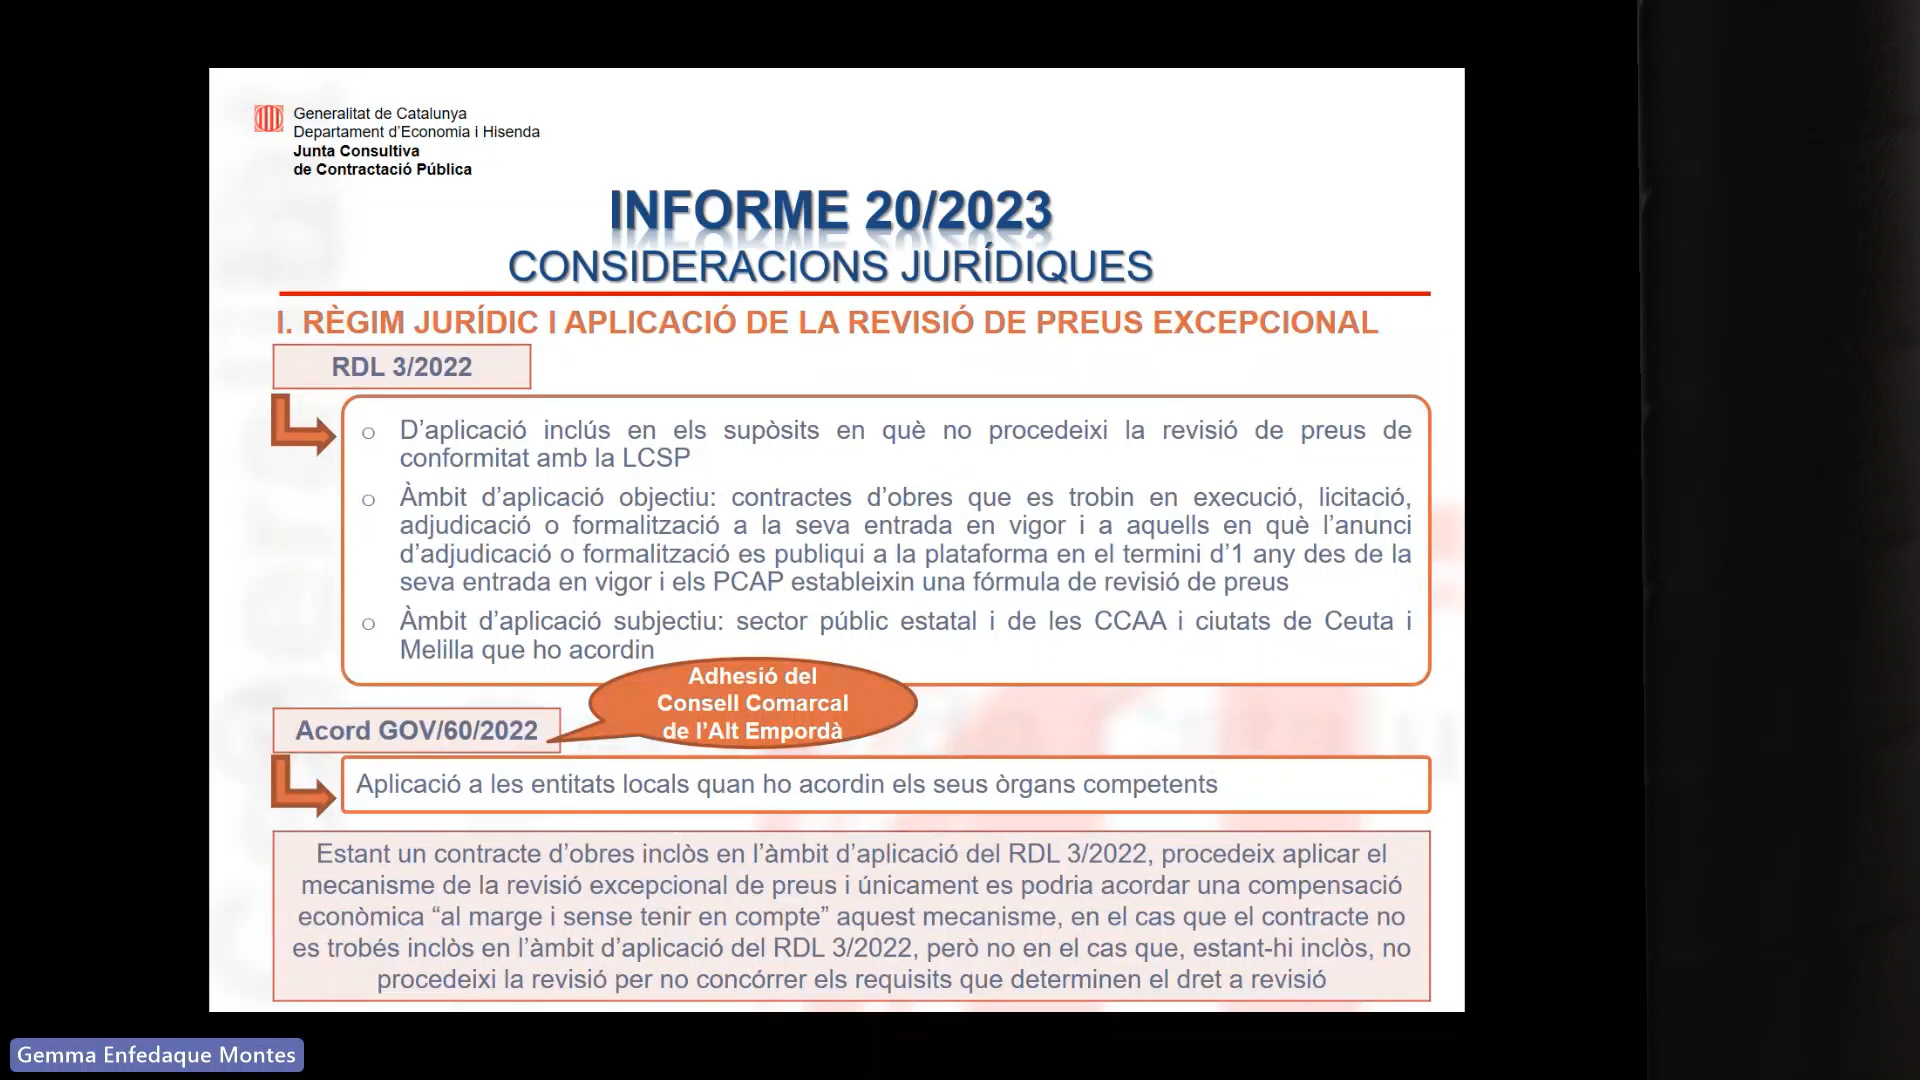 Generalitat de Catalunya
Departament d'Economia i Hisenda
Junta Consultiva
de Contractació Pública
INFORME 20/2023
CONSIDERACIONS JURÍDIQUES
I. RÈGIM JURÍDIC I APLICACIÓ DE LA REVISIÓ DE PREUS EXCEPCIONAL
RDL 3/2022
o D'aplicació inclús en els supòsits en què no procedeixi la revisió de preus de
conformitat amb la LCSP
o Àmbit d'aplicació objectiu: contractes d'obres que es trobin en execució, licitació,
adjudicació o formalització a la seva entrada en vigor i a aquells en què l'anunci
d'adjudicació o formalització es publiqui a la plataforma en el termini d'1 any des de la
seva entrada en vigor i els PCAP estableixin una fórmula de revisió de preus
o Àmbit d'aplicació subjectiu: sector públic estatal i de les CCAA i ciutats de Ceuta i
Melilla que ho acordin
Adhesió del
Consell Comarcal
de l'Alt Empordà
Acord GOV/60/2022
Aplicació a les entitats locals quan ho acordin els seus òrgans competents
Estant un contracte d'obres inclòs en l'àmbit d'aplicació del RDL 3/2022, procedeix aplicar el
mecanisme de la revisió excepcional de preus i únicament es podria acordar una compensació
econòmica "al marge i sense tenir en compte" aquest mecanisme, en el cas que el contracte no
es trobés inclòs en l'àmbit d'aplicació del RDL 3/2022, però no en el cas que, estant-hi inclòs, no
procedeixi la revisió per no concórrer els requisits que determinen el dret a revisió
Gemma Enfedaque Montes